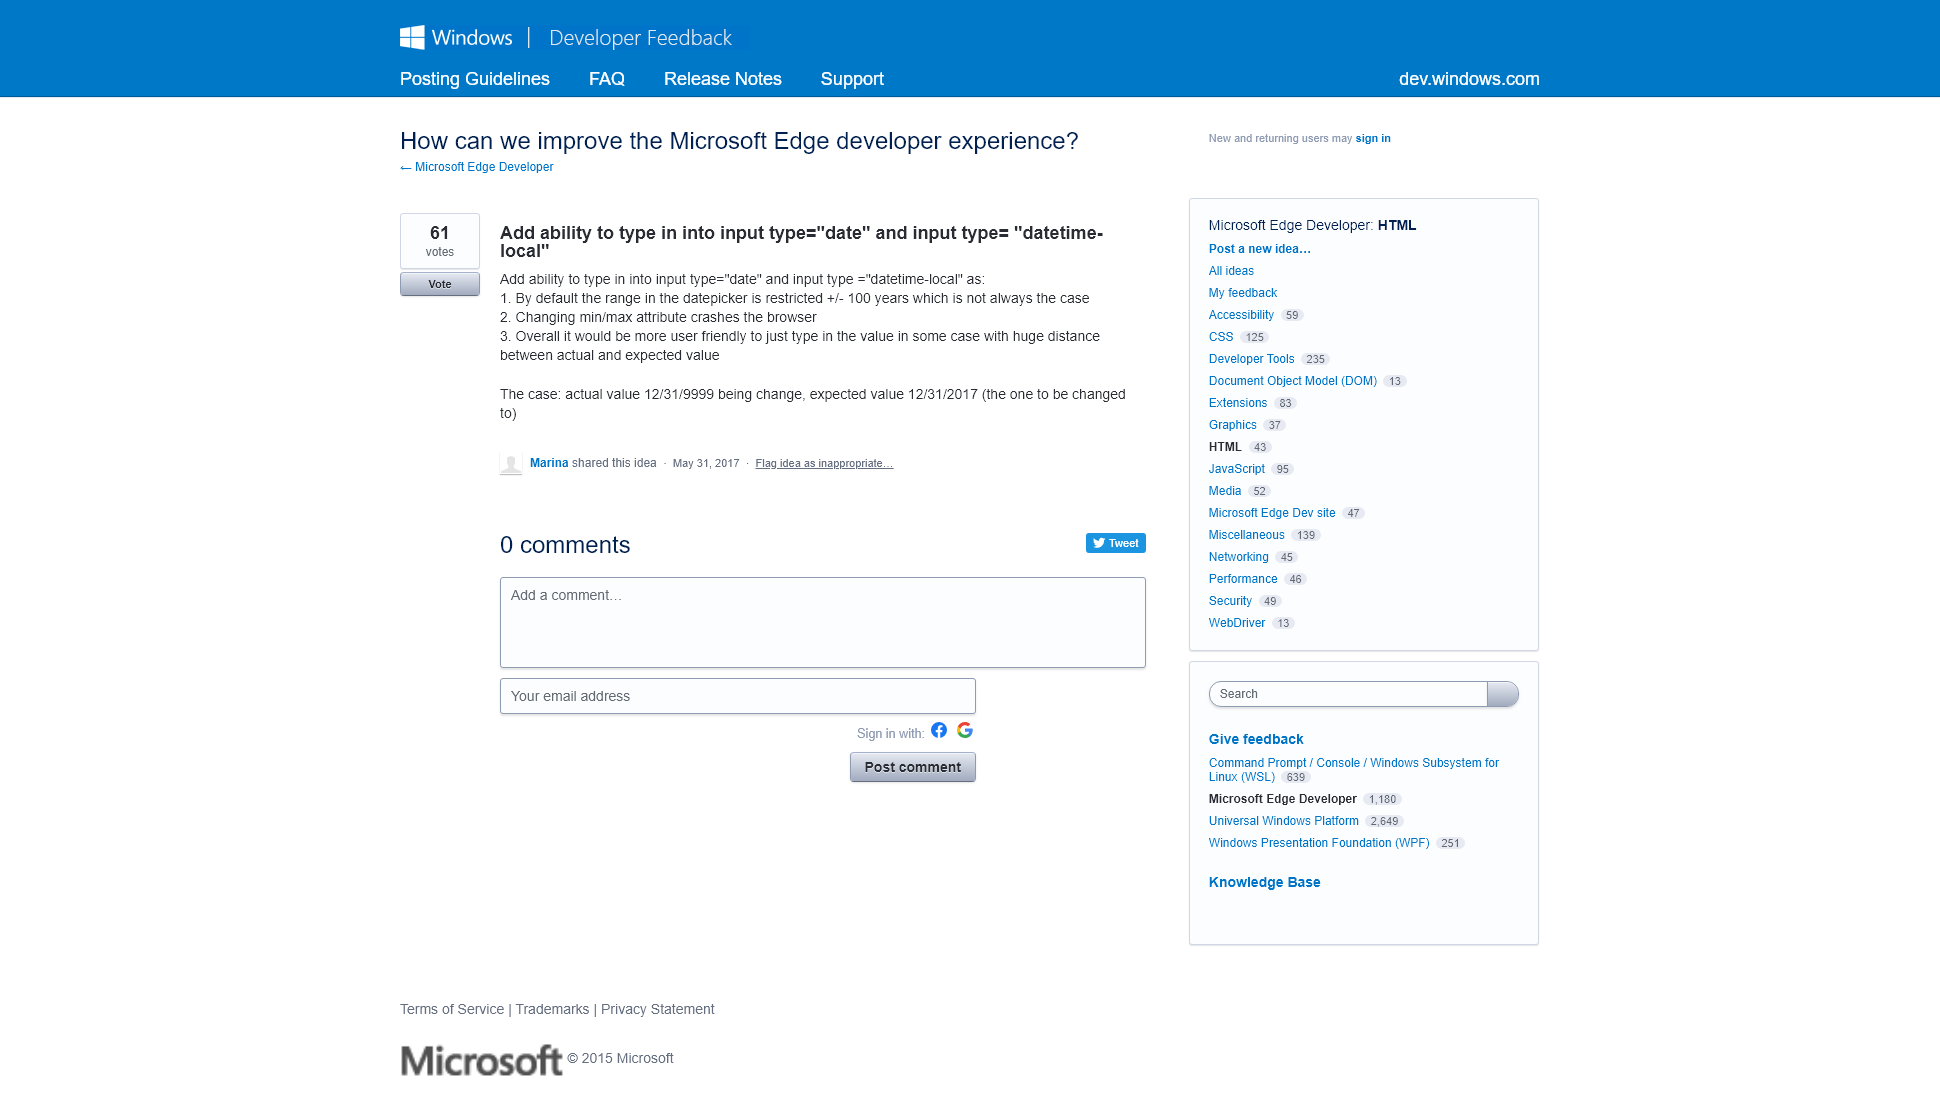 Windows | Developer Feedback
Posting Guidelines FAQ Release Notes Support dev.windows.com
How can we improve the Microsoft Edge developer experience?
← Microsoft Edge Developer
New and returning users may sign in
61
votes
Vote
Add ability to type in into input type="date" and input type= "datetime-
local"
Add ability to type in into input type="date" and input type ="datetime-local" as:
1. By default the range in the datepicker is restricted +/- 100 years which is not always the case
2. Changing min/max attribute crashes the browser
3. Overall it would be more user friendly to just type in the value in some case with huge distance
between actual and expected value
The case: actual value 12/31/9999 being change, expected value 12/31/2017 (the one to be changed
to)
Marina shared this idea · May 31, 2017 · Flag idea as inappropriate…
0 comments
Tweet
Add a comment…
Your email address
Sign in with:
Post comment
Microsoft Edge Developer: HTML
Post a new idea…
All ideas
My feedback
Accessibility 59
CSS 125
Developer Tools 235
Document Object Model (DOM) 13
Extensions 83
Graphics 37
HTML 43
JavaScript 95
Media 52
Microsoft Edge Dev site 47
Miscellaneous 139
Networking 45
Performance 46
Security 49
WebDriver 13
Search
Give feedback
Command Prompt / Console / Windows Subsystem for
Linux (WSL) 639
Microsoft Edge Developer 1,180
Universal Windows Platform 2,649
Windows Presentation Foundation (WPF) 251
Knowledge Base
Terms of Service | Trademarks | Privacy Statement
Microsoft © 2015 Microsoft